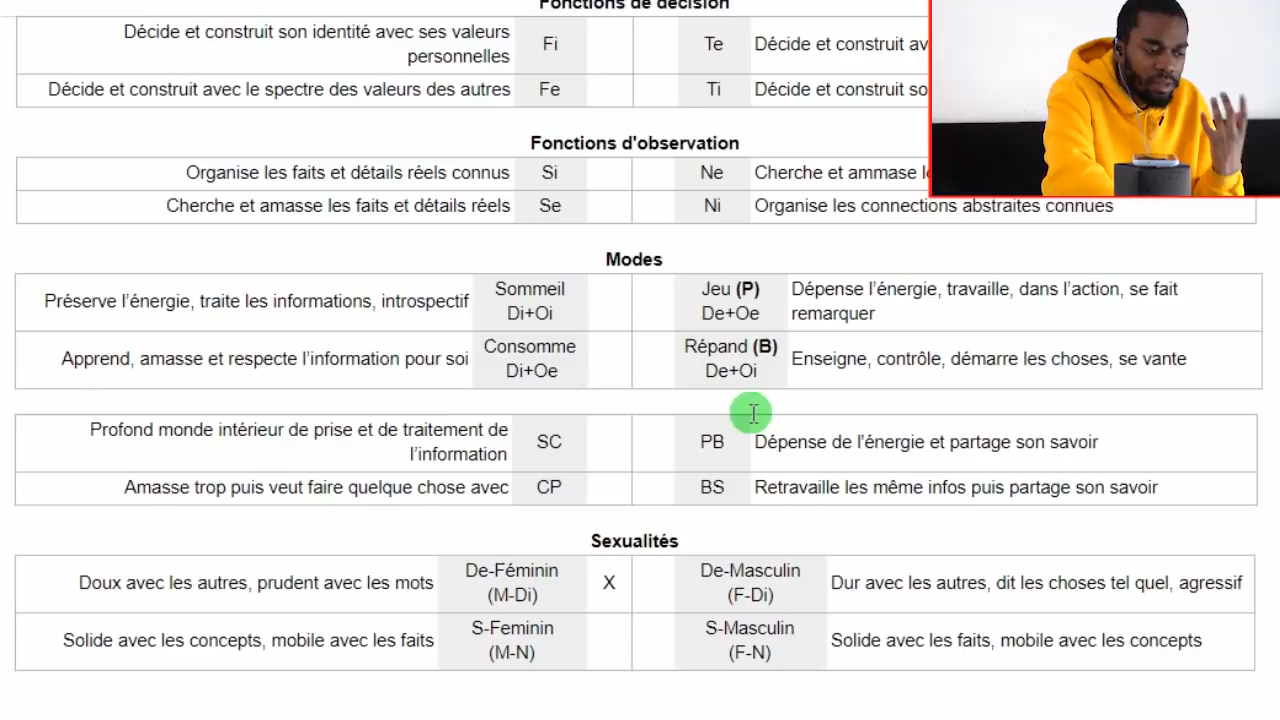 Fonctions de décision
Décide et construit son identité avec ses valeurs
personnelles
Fi
Te
Décide et construit
Décide et construit avec le spectre des valeurs des autres
Fe
Ti
Décide et construit
Fonctions d'observation
Organise les faits et détails réels connus
Si
Ne
Cherche et ammase
Cherche et amasse les faits et détails réels
Se
Ni
Organise les connections abstraites connues
Modes
Préserve l’énergie, traite les informations, introspectif
Sommeil
Di+Oi
Jeu (P)
De+Oe
Dépense l’énergie, travaille, dans l’action, se fait
remarquer
Apprend, amasse et respecte l’information pour soi
Consomme
Di+Oe
Répand (B)
De+Oi
Enseigne, contrôle, démarre les choses, se vante
Profond monde intérieur de prise et de traitement de
l’information
SC
PB
Dépense de l'énergie et partage son savoir
Amasse trop puis veut faire quelque chose avec
CP
BS
Retravaille les même infos puis partage son savoir
Sexualités
Doux avec les autres, prudent avec les mots
De-Féminin
(M-Di)
X
De-Masculin
(F-Di)
Dur avec les autres, dit les choses tel quel, agressif
Solide avec les concepts, mobile avec les faits
S-Feminin
(M-N)
S-Masculin
(F-N)
Solide avec les faits, mobile avec les concepts